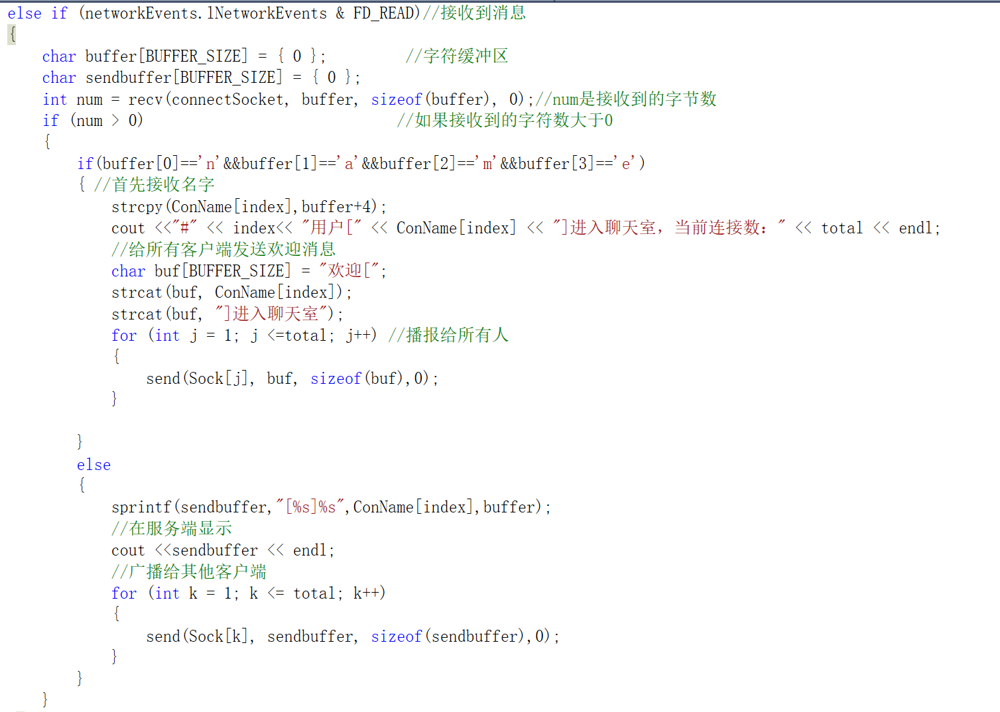 else if (networkEvents.lNetworkEvents & FD_READ)//接收到消息
{
    char buffer[BUFFER_SIZE] = { 0 };         //字符缓冲区
    char sendbuffer[BUFFER_SIZE] = { 0 };
    int num = recv(connectSocket, buffer, sizeof(buffer), 0);//num是接收到的字节数
    if (num > 0)                              //如果接收到的字符数大于0
    {
        if(buffer[0]=='n'&&buffer[1]=='a'&&buffer[2]=='m'&&buffer[3]=='e')
        { //首先接收名字
            strcpy(ConName[index],buffer+4);
            cout <<"#" << index<< "用户[" << ConName[index] << "]进入聊天室，当前连接数：" << total << endl;
            //给所有客户端发送欢迎消息
            char buf[BUFFER_SIZE] = "欢迎[";
            strcat(buf, ConName[index]);
            strcat(buf, "]进入聊天室");
            for (int j = 1; j <=total; j++) //播报给所有人
            {
                send(Sock[j], buf, sizeof(buf),0);
            }
        }
        else
        {
            sprintf(sendbuffer,"[%s]%s",ConName[index],buffer);
            //在服务端显示
            cout <<sendbuffer << endl;
            //广播给其他客户端
            for (int k = 1; k <= total; k++)
            {
                send(Sock[k], sendbuffer, sizeof(sendbuffer),0);
            }
        }
    }